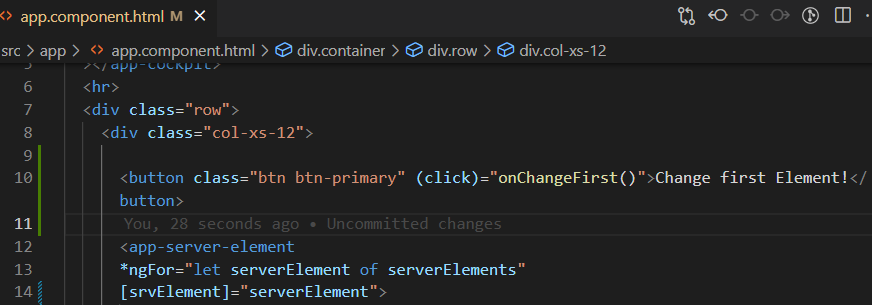 app.component.html M
src > app > app.component.html > div.container > div.row > div.col-xs-12
5 ></app-cockpit>
6 <hr>
7 <div class="row">
8 <div class="col-xs-12">
9
10 <button class="btn btn-primary" (click)="onChangeFirst()">Change first Element!</
button>
11 You, 28 seconds ago • Uncommitted changes
12 <app-server-element
13 *ngFor="let serverElement of serverElements"
14 [srvElement]="serverElement">